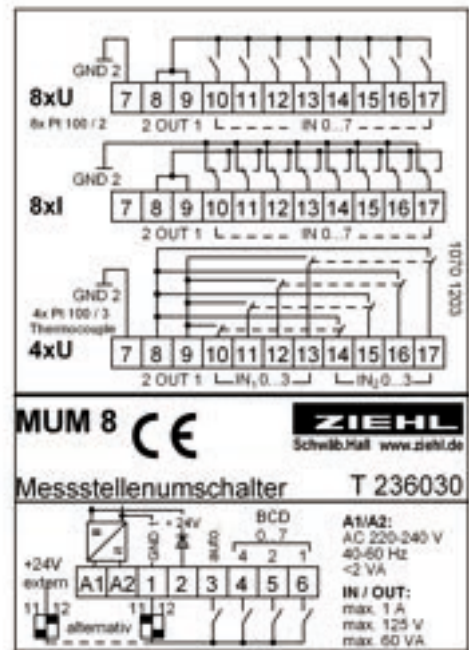 GND 2
8xU
7 8 9 10 11 12 13 14 15 16 17
8x Pt 100 / 2
2 OUT 1 IN 0...7
GND 2
8xI
7 8 9 10 11 12 13 14 15 16 17
2 OUT 1 IN 0...7
GND 2
4x Pt 100 / 3
Thermocouple
4xU
7 8 9 10 11 12 13 14 15 16 17
2 OUT 1 IN1 0...3 IN2 0...3
1070 1203
MUM 8 CE ZIEHL
Schwäb.Hall www.ziehl.de
Messstellenumschalter T 236030
+24V
extern
GND
+ 24V
auto.
BCD
0...7
4 2 1
A1 A2 1 2 3 4 5 6
11 12 11 12
alternativ
A1/A2:
AC 220-240 V
40-60 Hz
<2 VA
IN / OUT:
max. 1 A
max. 125 V
max. 60 VA